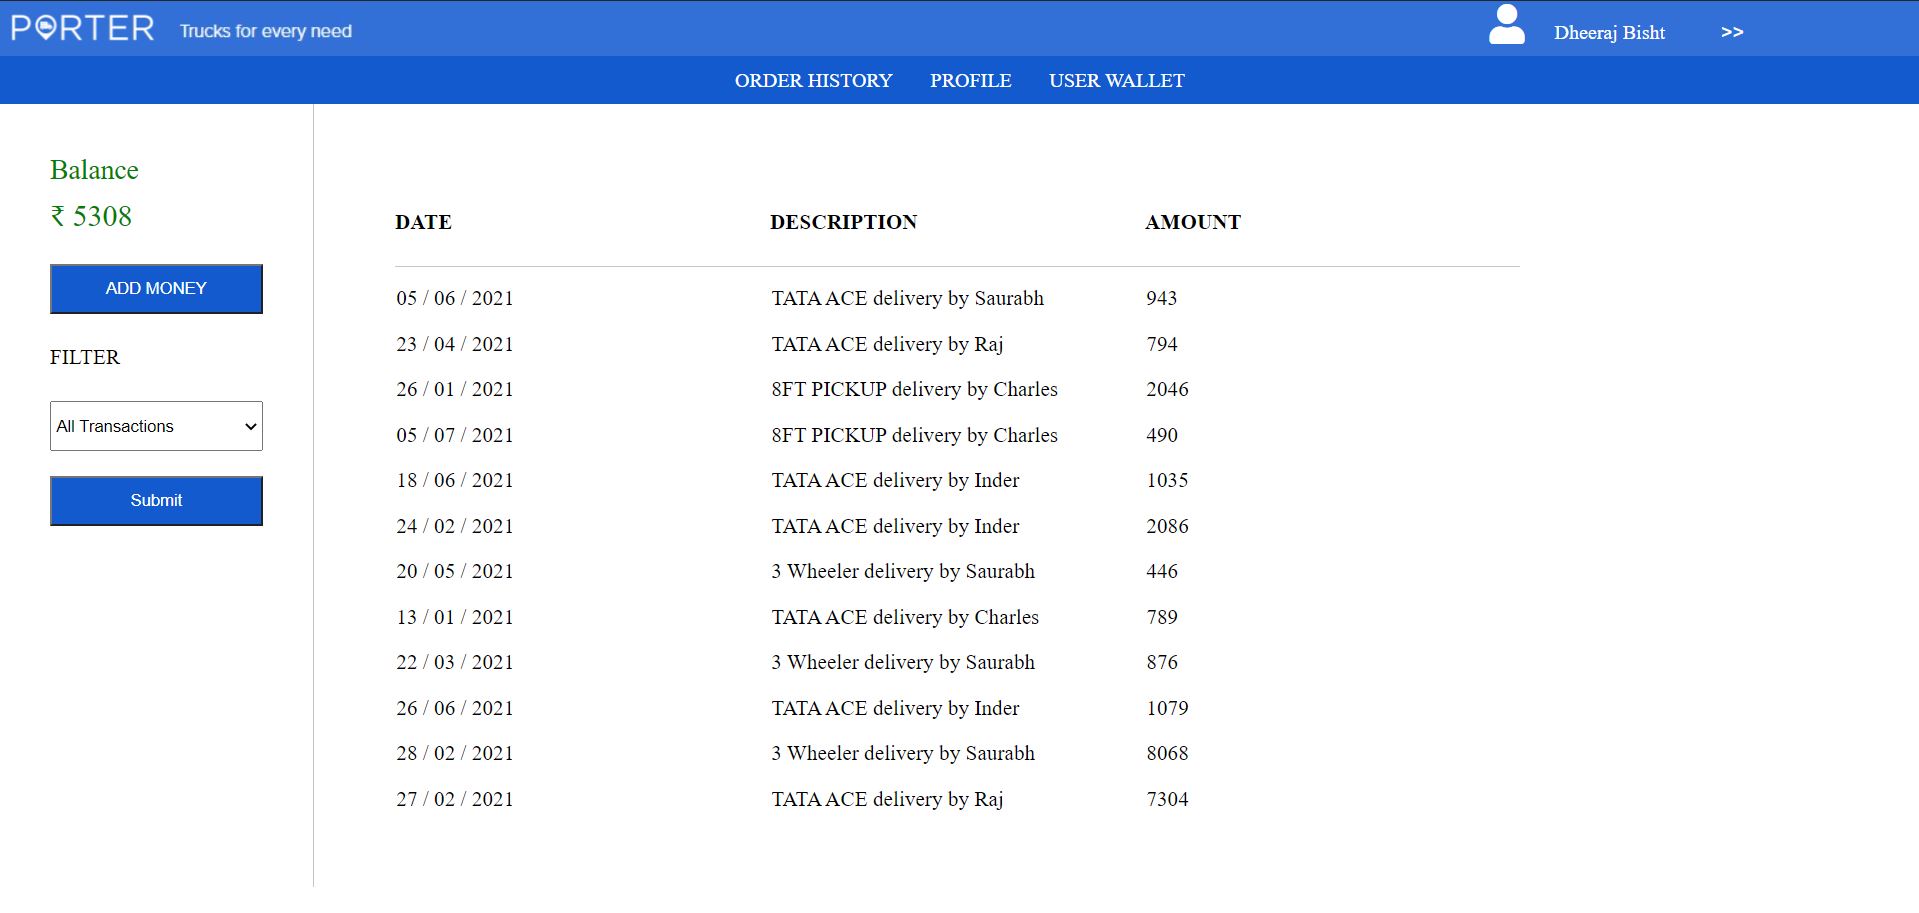 PORTER Trucks for every need Dheeraj Bisht >>
ORDER HISTORY PROFILE USER WALLET
Balance
₹ 5308
ADD MONEY
FILTER
All Transactions
Submit
DATE DESCRIPTION AMOUNT
05 / 06 / 2021 TATA ACE delivery by Saurabh 943
23 / 04 / 2021 TATA ACE delivery by Raj 794
26 / 01 / 2021 8FT PICKUP delivery by Charles 2046
05 / 07 / 2021 8FT PICKUP delivery by Charles 490
18 / 06 / 2021 TATA ACE delivery by Inder 1035
24 / 02 / 2021 TATA ACE delivery by Inder 2086
20 / 05 / 2021 3 Wheeler delivery by Saurabh 446
13 / 01 / 2021 TATA ACE delivery by Charles 789
22 / 03 / 2021 3 Wheeler delivery by Saurabh 876
26 / 06 / 2021 TATA ACE delivery by Inder 1079
28 / 02 / 2021 3 Wheeler delivery by Saurabh 8068
27 / 02 / 2021 TATA ACE delivery by Raj 7304